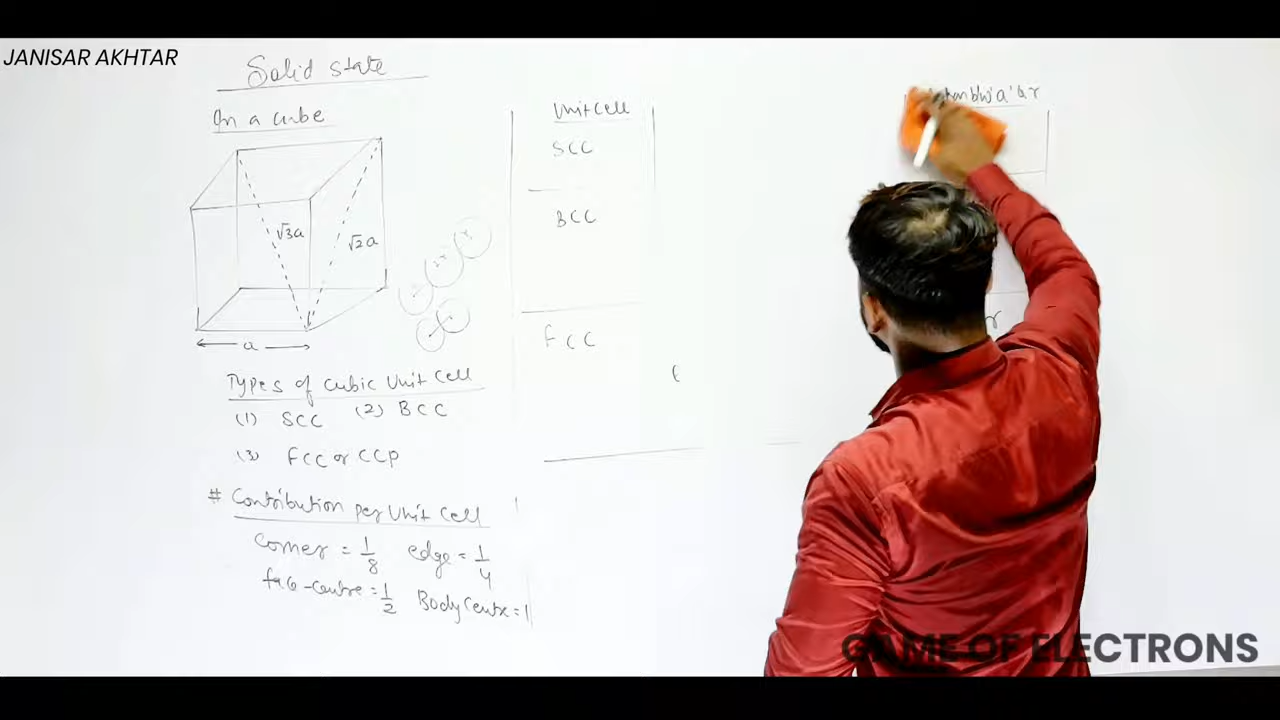 JANISAR AKHTAR
Solid state
In a cube
√3a
√2a
a
Types of Cubic Unit Cell
(1) SCC (2) BCC
(3) FCC or CCP
# Contribution per Unit Cell
Corner = 1/8 edge = 1/4
face-centre = 1/2 Body Centre = 1
Unit Cell
SCC
BCC
FCC
(
b/w 'a' & r
r
GAME OF ELECTRONS